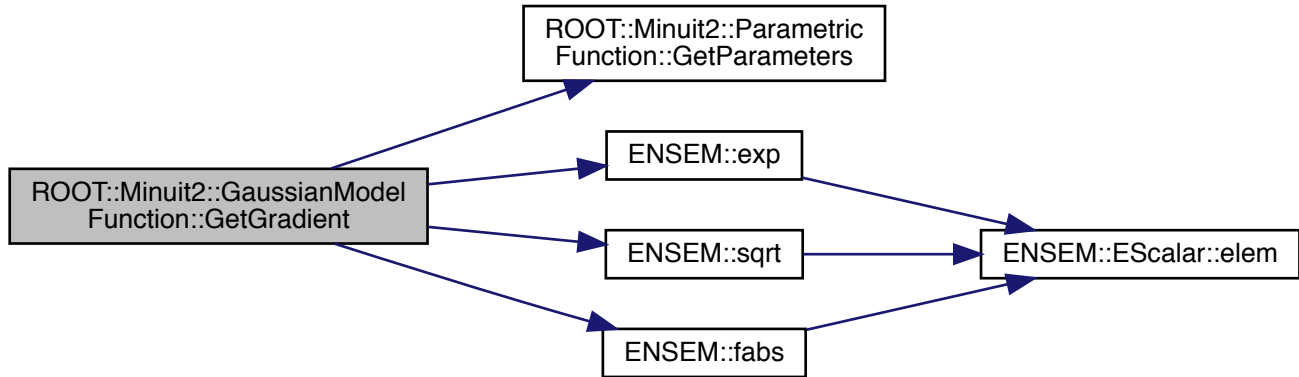 ROOT::Minuit2::GaussianModel
Function::GetGradient
ROOT::Minuit2::Parametric
Function::GetParameters
ENSEM::exp
ENSEM::sqrt
ENSEM::fabs
ENSEM::EScalar::elem